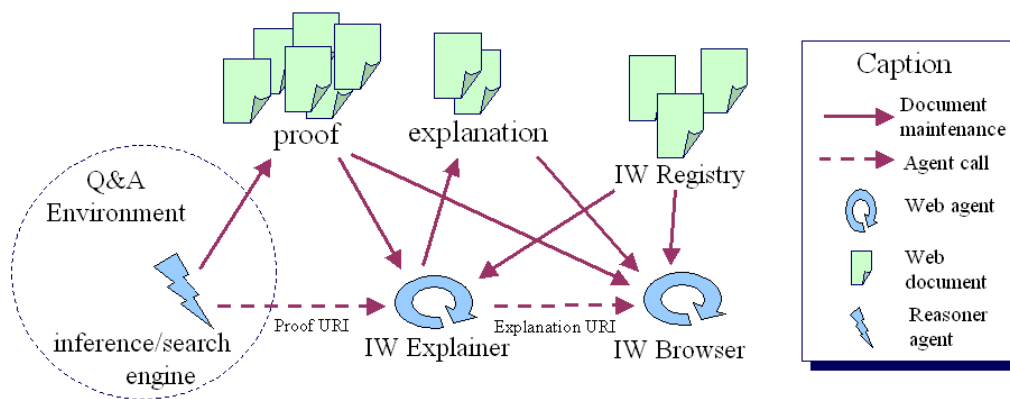 proof
explanation
IW Registry
Q&A
Environment
inference/search
engine
Proof URI
IW Explainer
Explanation URI
IW Browser
Caption
Document
maintenance
Agent call
Web agent
Web
document
Reasoner
agent